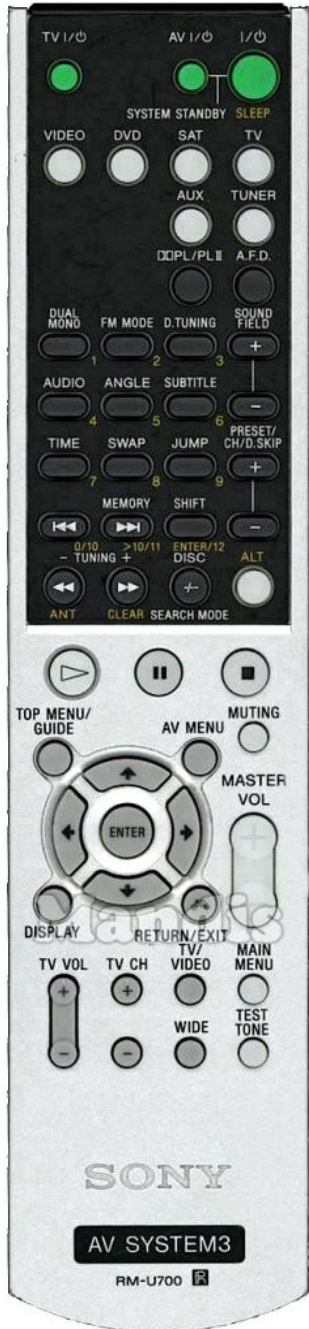 TV I/⏻ AV I/⏻ I/⏻
SYSTEM STANDBY SLEEP
VIDEO DVD SAT TV
AUX TUNER
PL/PLII A.F.D.
DUAL MONO FM MODE D.TUNING SOUND FIELD
+
1 2 3
AUDIO ANGLE SUBTITLE
-
4 5 6
TIME SWAP JUMP PRESET/ CH/D.SKIP
+
7 8 9
MEMORY SHIFT
-
0/10 >10/11 ENTER/12
- TUNING + DISC ALT
-/--
ANT CLEAR SEARCH MODE
TOP MENU/ GUIDE AV MENU MUTING
MASTER VOL
+
ENTER
Mandis
DISPLAY RETURN/EXIT
TV VOL TV CH TV/ VIDEO MAIN MENU
+ +
WIDE TEST TONE
- -
SONY
AV SYSTEM3
RM-U700 R